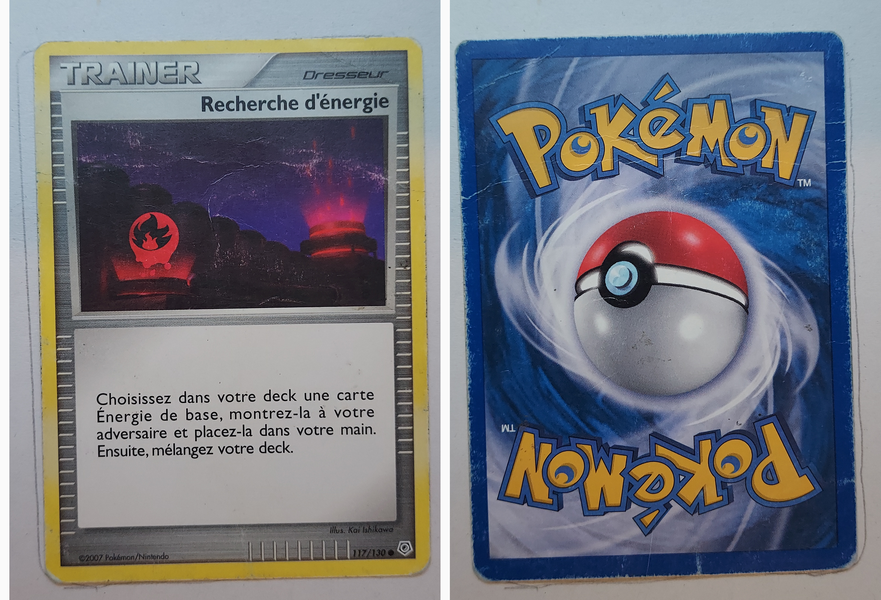 TRAINER
Dresseur
Recherche d'énergie
Choisissez dans votre deck une carte
Énergie de base, montrez-la à votre
adversaire et placez-la dans votre main.
Ensuite, mélangez votre deck.
illus. Kai Ishikawa
©2007 Pokémon/Nintendo
117/130
POKéMON
TM
TM
POKéMON